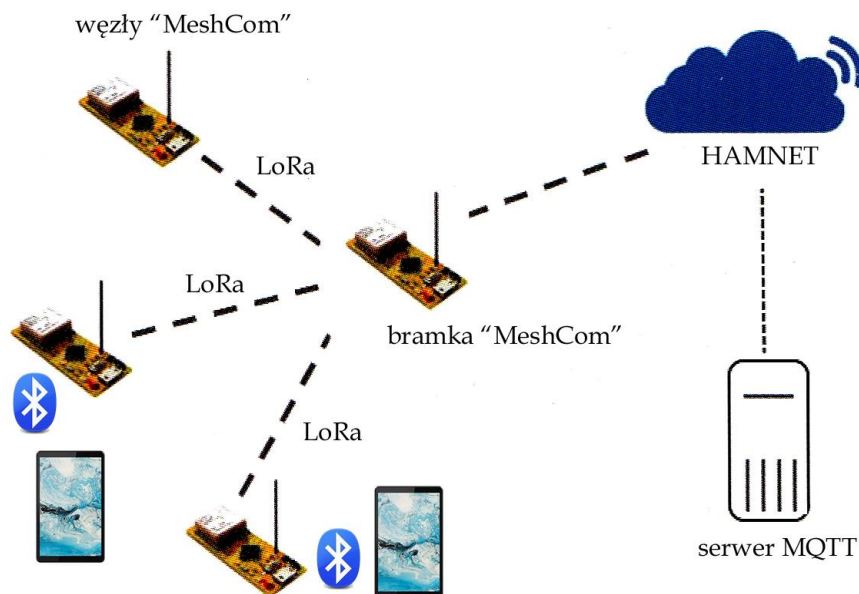 węzły “MeshCom”
LoRa
HAMNET
LoRa
bramka “MeshCom”
LoRa
serwer MQTT